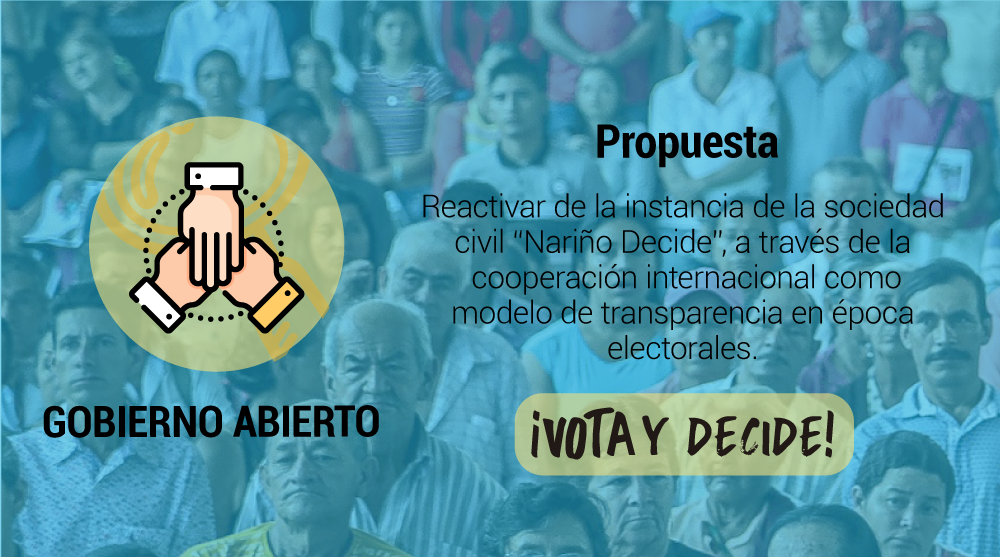 Propuesta
Reactivar de la instancia de la sociedad
civil “Nariño Decide”, a través de la
cooperación internacional como
modelo de transparencia en época
electorales.
GOBIERNO ABIERTO
¡VOTA Y DECIDE!